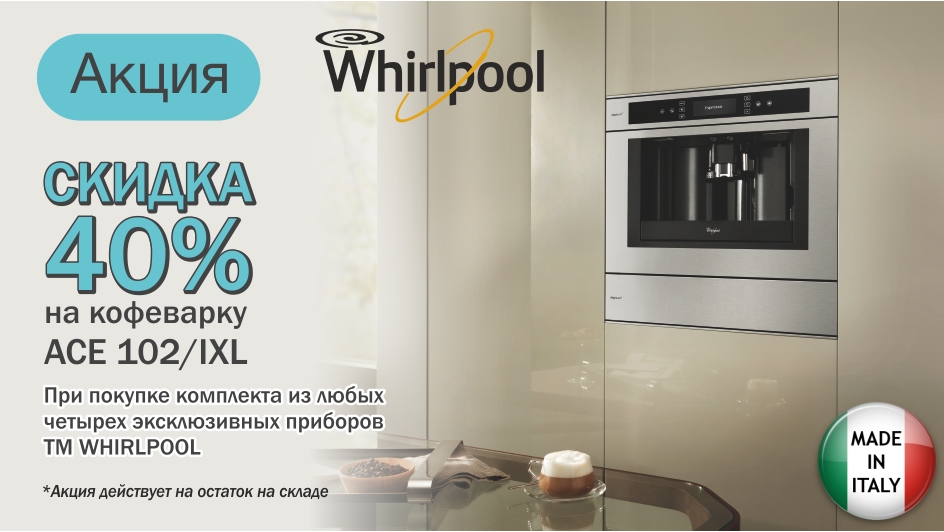 Акция
Whirlpool
СКИДКА
40%
на кофеварку
ACE 102/IXL
При покупке комплекта из любых
четырех эксклюзивных приборов
ТМ WHIRLPOOL
*Акция действует на остаток на складе
Whirlpool
MADE
IN
ITALY